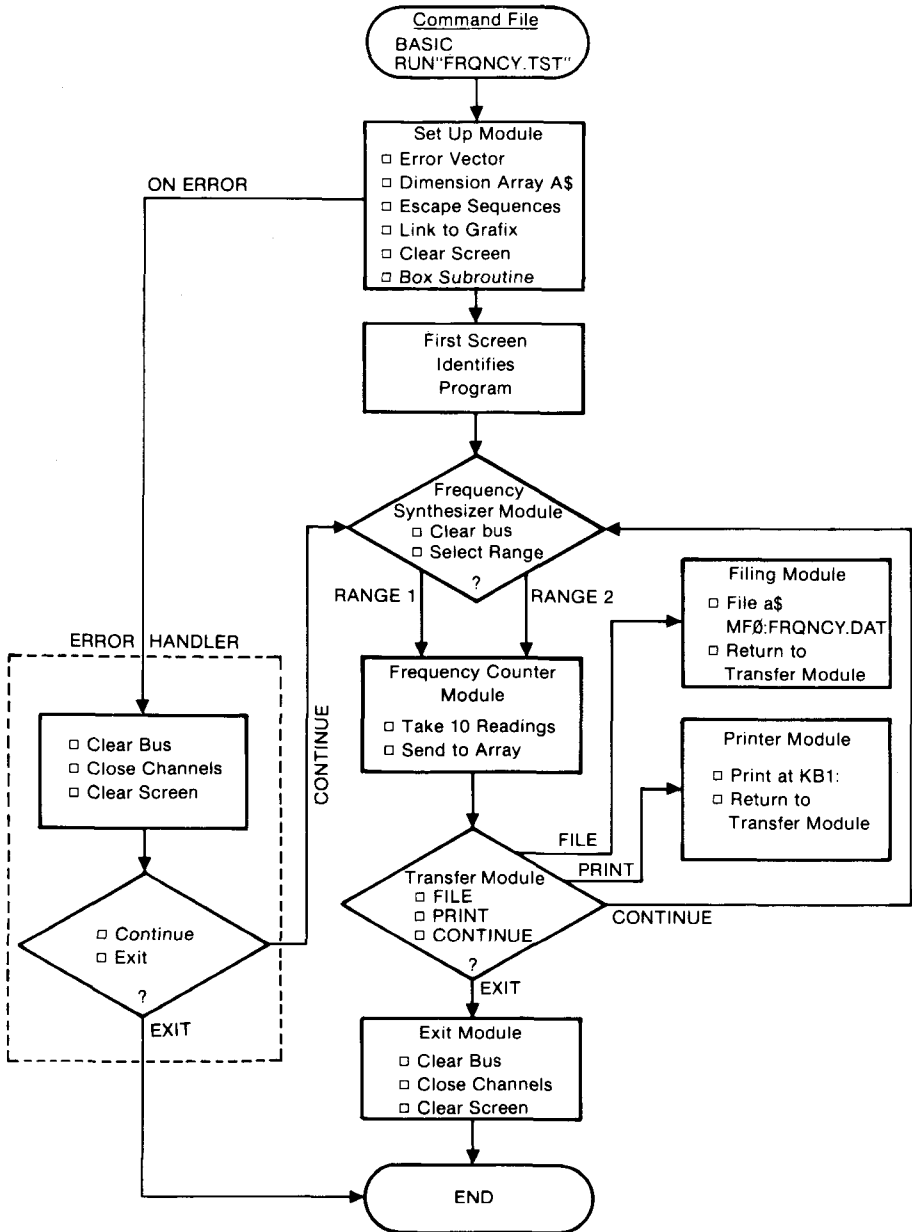 Command File
BASIC
RUN"FRQNCY.TST"
Set Up Module
□ Error Vector
□ Dimension Array A$
□ Escape Sequences
□ Link to Grafix
□ Clear Screen
□ Box Subroutine
ON ERROR
First Screen
Identifies
Program
Frequency
Synthesizer Module
□ Clear bus
□ Select Range
?
RANGE 1
RANGE 2
Filing Module
□ File a$
MFØ:FRQNCY.DAT
□ Return to
Transfer Module
ERROR HANDLER
□ Clear Bus
□ Close Channels
□ Clear Screen
CONTINUE
Frequency Counter
Module
□ Take 10 Readings
□ Send to Array
Printer Module
□ Print at KB1:
□ Return to
Transfer Module
FILE
PRINT
Transfer Module
□ FILE
□ PRINT
□ CONTINUE
?
CONTINUE
□ Continue
□ Exit
?
EXIT
EXIT
Exit Module
□ Clear Bus
□ Close Channels
□ Clear Screen
END